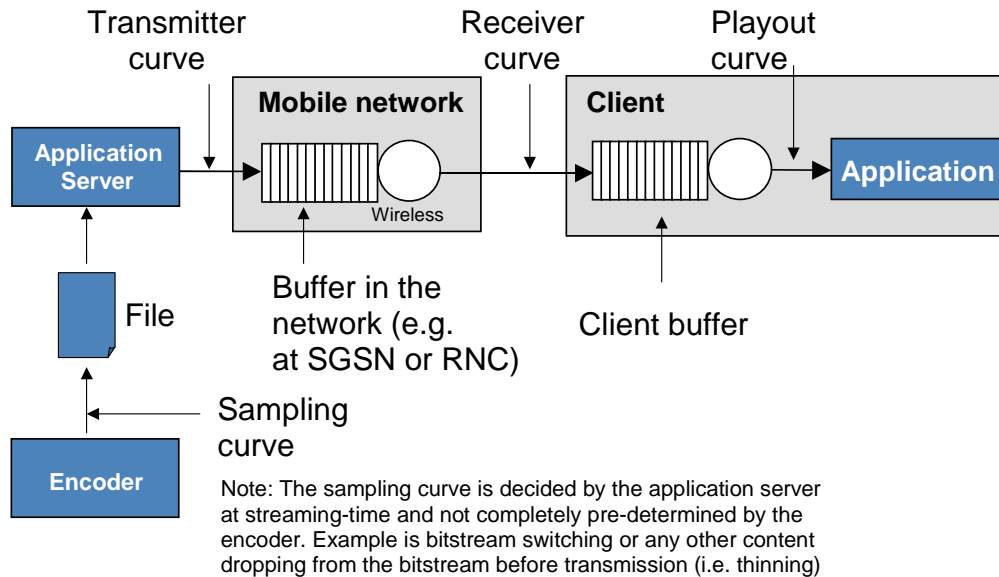 Transmitter
curve
Receiver
curve
Playout
curve
Mobile network
Client
Application
Server
Wireless
Application
File
Buffer in the
network (e.g.
at SGSN or RNC)
Client buffer
Sampling
curve
Encoder
Note: The sampling curve is decided by the application server
at streaming-time and not completely pre-determined by the
encoder. Example is bitstream switching or any other content
dropping from the bitstream before transmission (i.e. thinning)